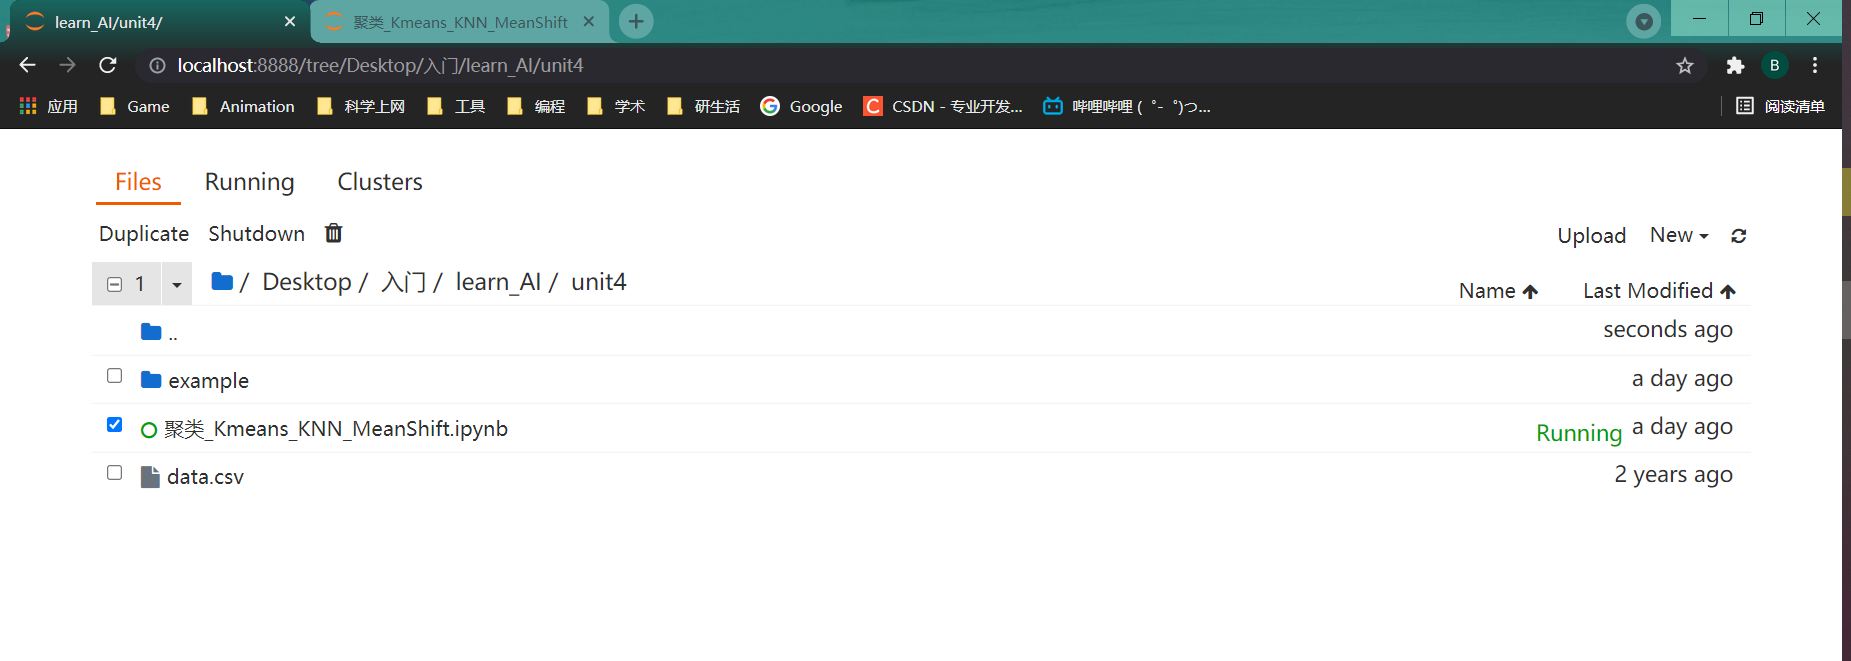 learn_AI/unit4/
聚类_Kmeans_KNN_MeanShift
localhost:8888/tree/Desktop/入门/learn_AI/unit4
B
应用 Game Animation 科学上网 工具 编程 学术 研生活 Google CSDN - 专业开发... 哔哩哔哩 (゜-゜)つ... 阅读清单
Files Running Clusters
Duplicate Shutdown
Upload New
1 / Desktop / 入门 / learn_AI / unit4
Name Last Modified
.. seconds ago
example a day ago
聚类_Kmeans_KNN_MeanShift.ipynb Running a day ago
data.csv 2 years ago